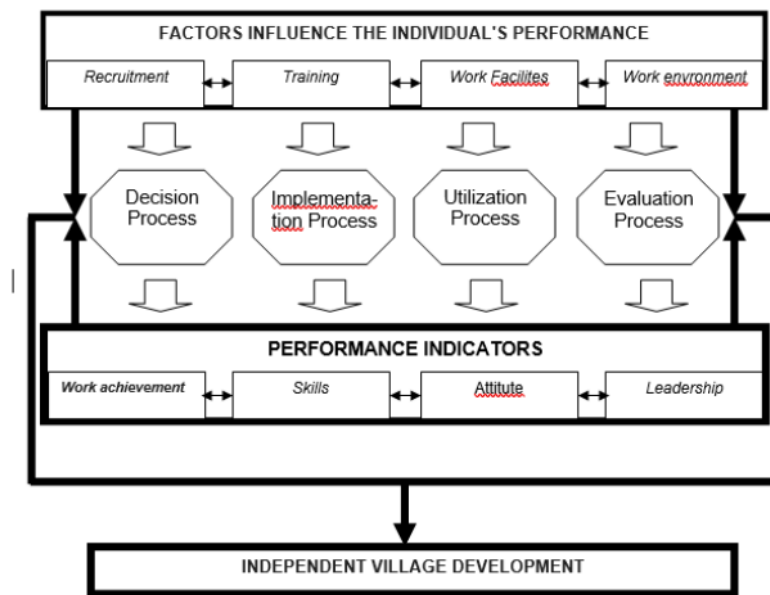 FACTORS INFLUENCE THE INDIVIDUAL'S PERFORMANCE
Recruitment
Training
Work Facilites
Work envronment
Decision
Process
Implementa-
tion Process
Utilization
Process
Evaluation
Process
PERFORMANCE INDICATORS
Work achievement
Skills
Attitute
Leadership
INDEPENDENT VILLAGE DEVELOPMENT